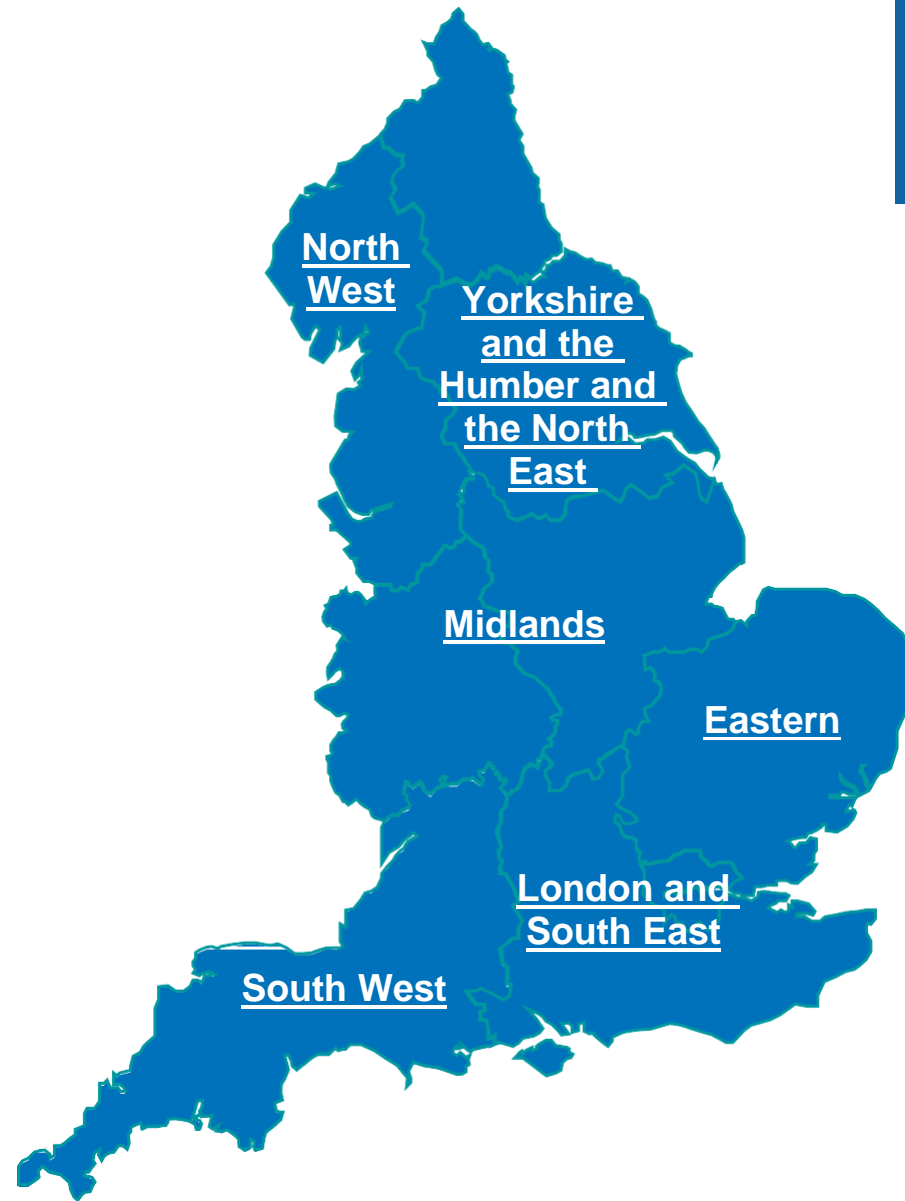 North
West
Yorkshire
and the
Humber and
the North
East
Midlands
Eastern
London and
South East
South West